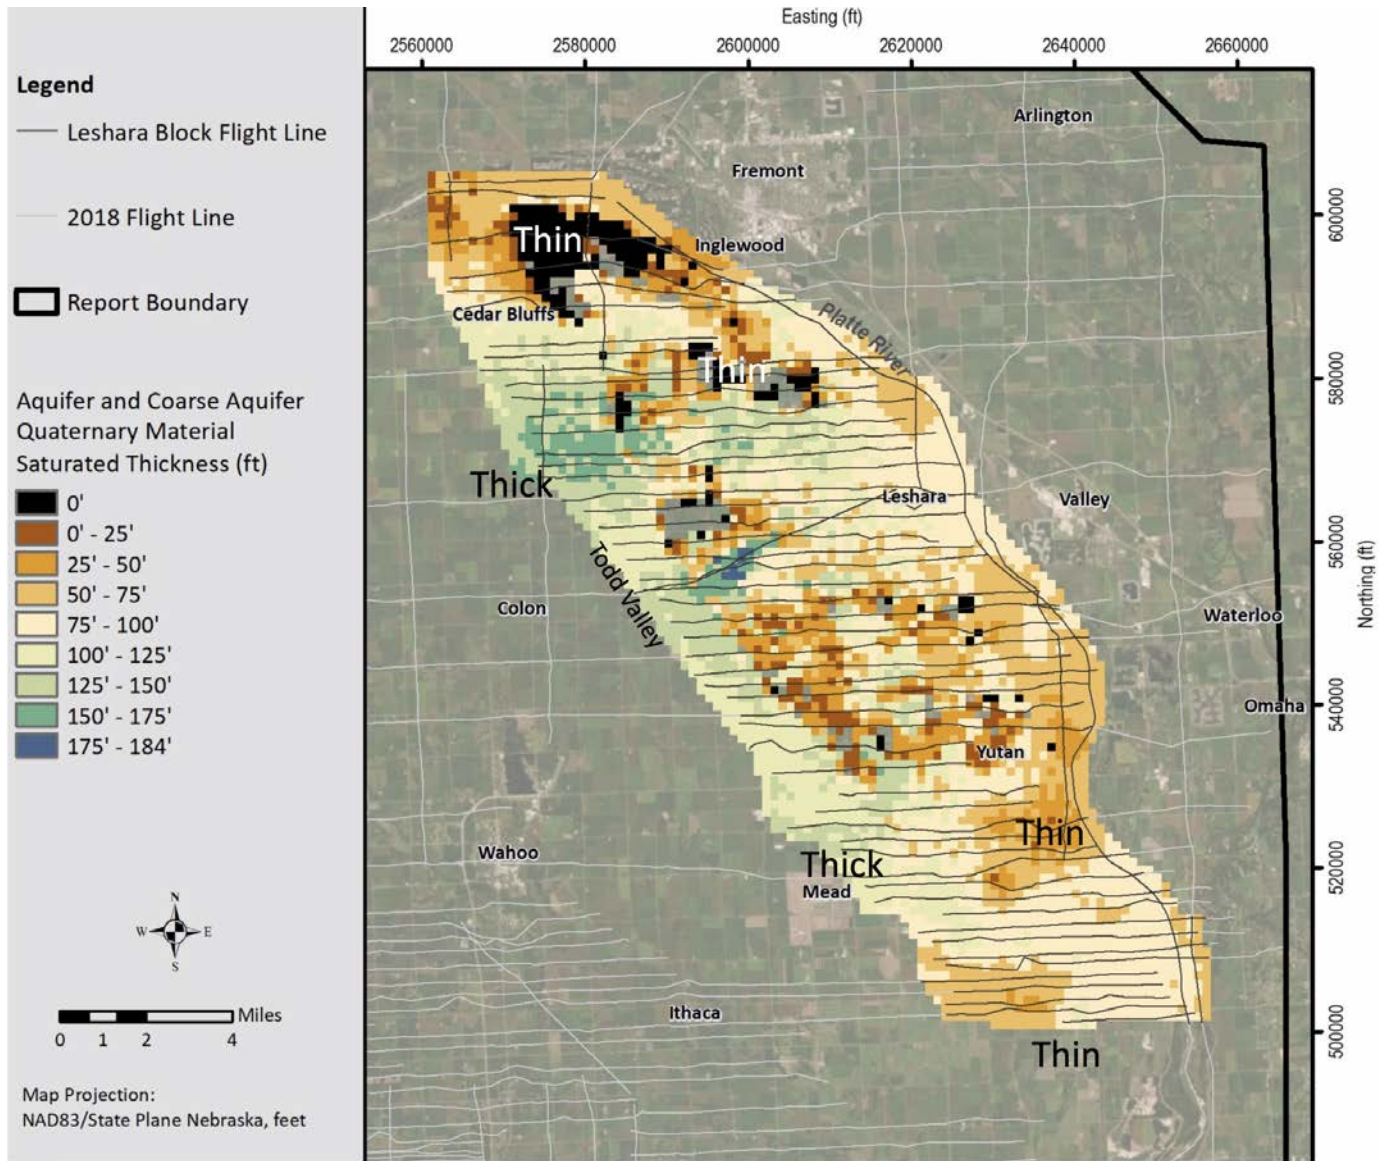 Easting (ft)
2560000
2580000
2600000
2620000
2640000
2660000
Legend
Leshara Block Flight Line
2018 Flight Line
Report Boundary
Aquifer and Coarse Aquifer
Quaternary Material
Saturated Thickness (ft)
0'
0' - 25'
25' - 50'
50' - 75'
75' - 100'
100' - 125'
125' - 150'
150' - 175'
175' - 184'
N
W
E
S
Miles
0
1
2
4
Map Projection:
NAD83/State Plane Nebraska, feet
Arlington
Fremont
Thin
Inglewood
Cedar Bluffs
Platte River
Thin
Thick
Leshara
Valley
Todd Valley
Colon
Waterloo
Omaha
Yutan
Thin
Wahoo
Thick
Mead
Ithaca
Thin
600000
580000
560000
540000
520000
500000
Northing (ft)